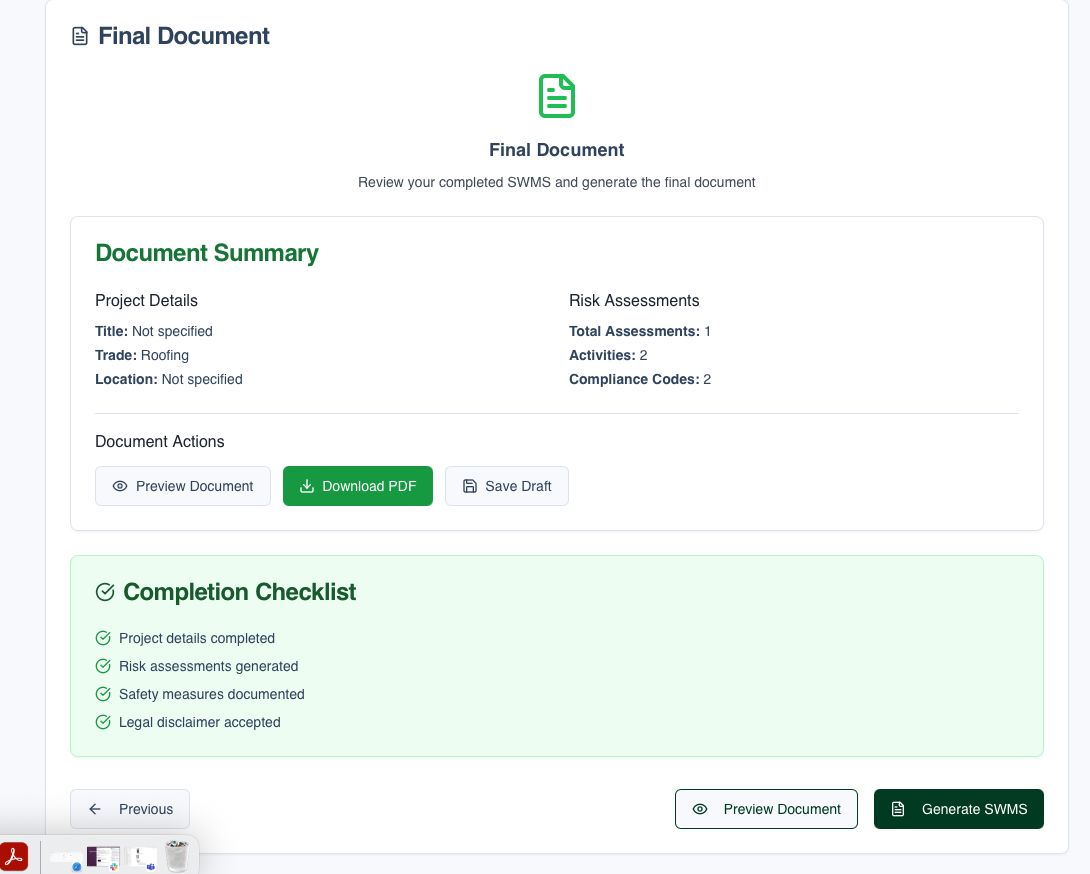 Final Document
Final Document
Review your completed SWMS and generate the final document
Document Summary
Project Details
Title: Not specified
Trade: Roofing
Location: Not specified
Risk Assessments
Total Assessments: 1
Activities: 2
Compliance Codes: 2
Document Actions
Preview Document
Download PDF
Save Draft
Completion Checklist
Project details completed
Risk assessments generated
Safety measures documented
Legal disclaimer accepted
Previous
Preview Document
Generate SWMS